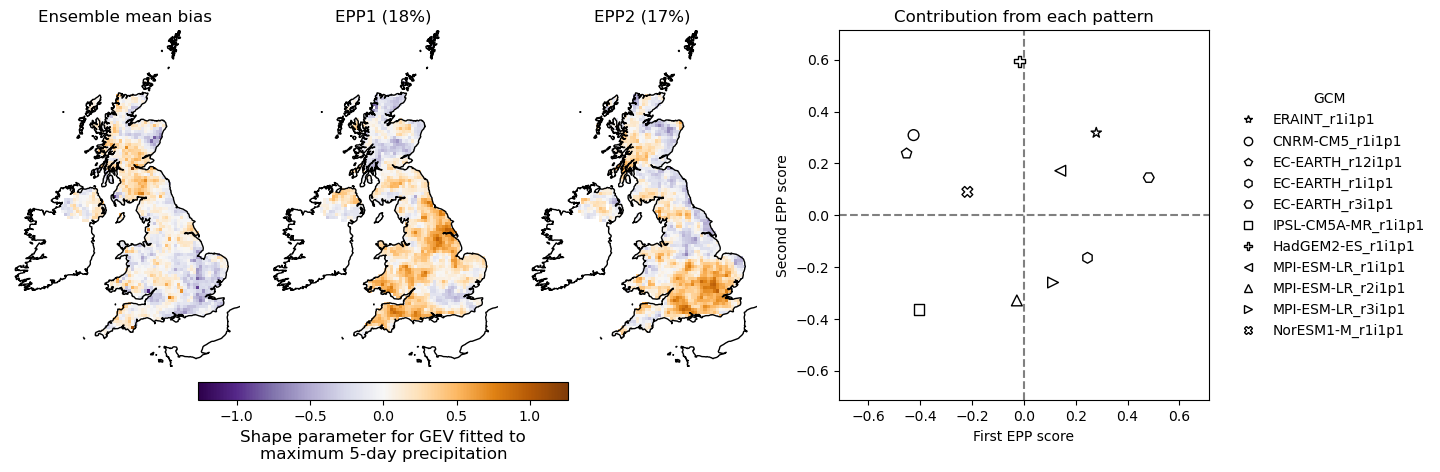 Ensemble mean bias
EPP1 (18%)
EPP2 (17%)
−1.0 −0.5 0.0 0.5 1.0
Shape parameter for GEV fitted to
maximum 5-day precipitation
Contribution from each pattern
Second EPP score
0.6
0.4
0.2
0.0
−0.2
−0.4
−0.6
−0.6 −0.4 −0.2 0.0 0.2 0.4 0.6
First EPP score
GCM
ERAINT_r1i1p1
CNRM-CM5_r1i1p1
EC-EARTH_r12i1p1
EC-EARTH_r1i1p1
EC-EARTH_r3i1p1
IPSL-CM5A-MR_r1i1p1
HadGEM2-ES_r1i1p1
MPI-ESM-LR_r1i1p1
MPI-ESM-LR_r2i1p1
MPI-ESM-LR_r3i1p1
NorESM1-M_r1i1p1